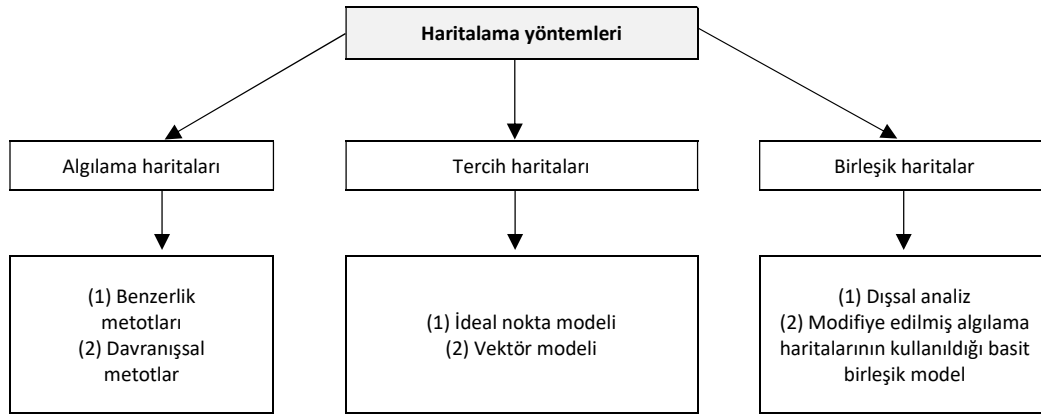 Haritalama yöntemleri
Algılama haritaları
Tercih haritaları
Birleşik haritalar
(1) Benzerlik
metotları
(2) Davranışsal
metotlar
(1) İdeal nokta modeli
(2) Vektör modeli
(1) Dışsal analiz
(2) Modifiye edilmiş algılama
haritalarının kullanıldığı basit
birleşik model